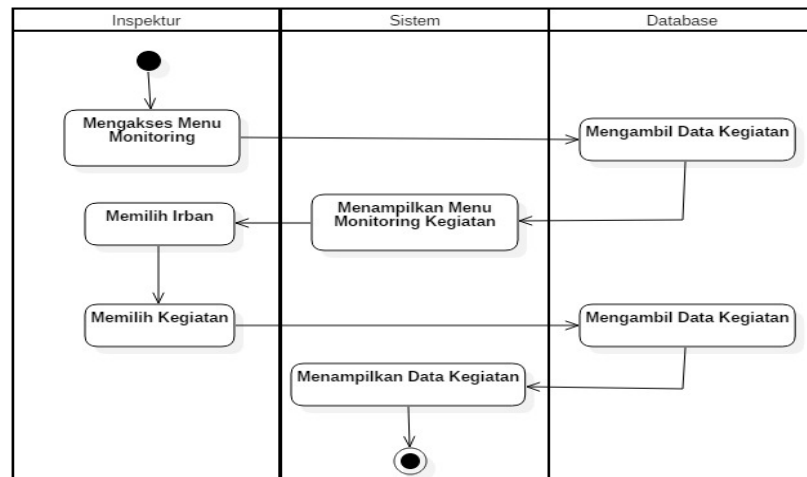 Inspektur
Sistem
Database
Mengakses Menu
Monitoring
Mengambil Data Kegiatan
Menampilkan Menu
Monitoring Kegiatan
Memilih Irban
Memilih Kegiatan
Mengambil Data Kegiatan
Menampilkan Data Kegiatan